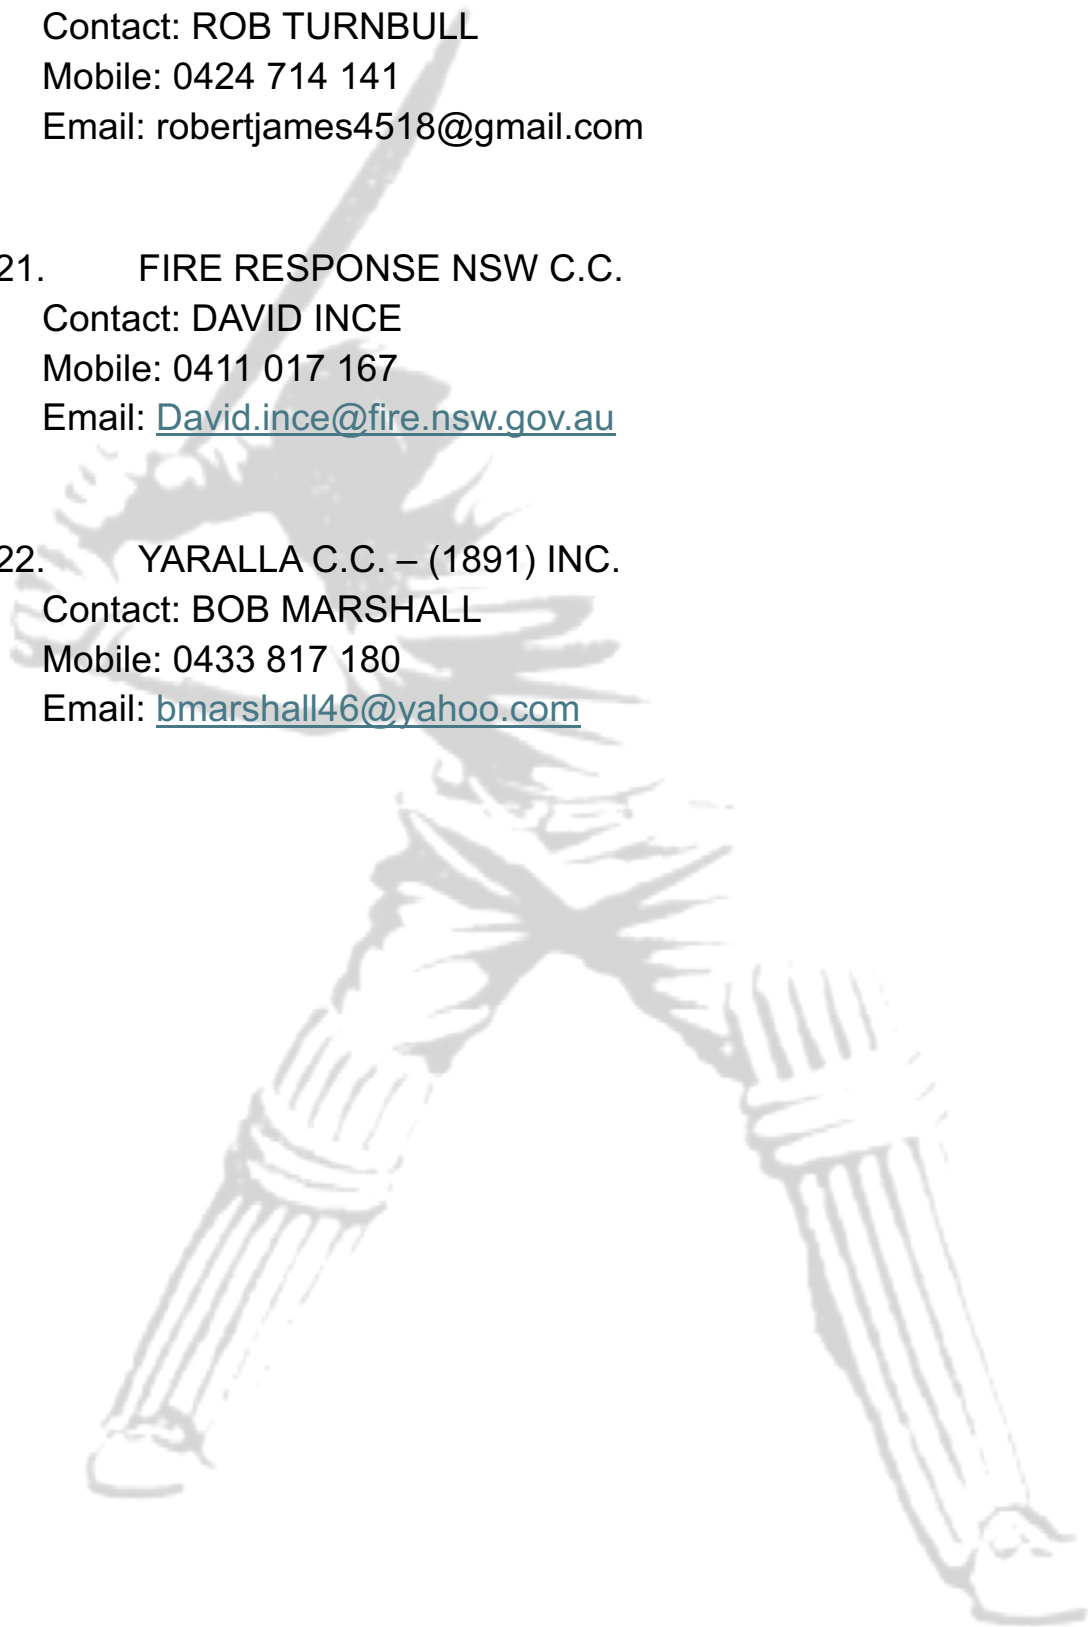 Contact: ROB TURNBULL
Mobile: 0424 714 141
Email: robertjames4518@gmail.com
21. FIRE RESPONSE NSW C.C.
Contact: DAVID INCE
Mobile: 0411 017 167
Email: David.ince@fire.nsw.gov.au
22. YARALLA C.C. – (1891) INC.
Contact: BOB MARSHALL
Mobile: 0433 817 180
Email: bmarshall46@yahoo.com